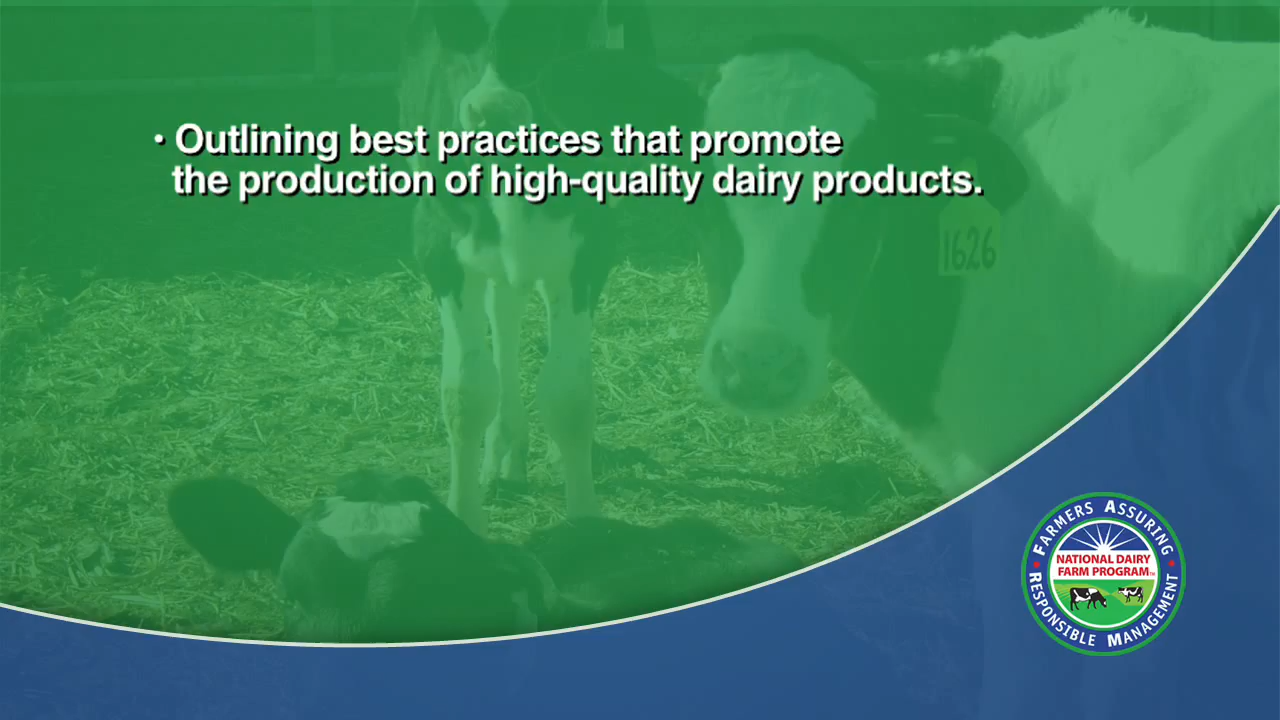 • Outlining best practices that promote
the production of high-quality dairy products.
1626
FARMERS ASSURING
NATIONAL DAIRY
FARM PROGRAM™
RESPONSIBLE MANAGEMENT